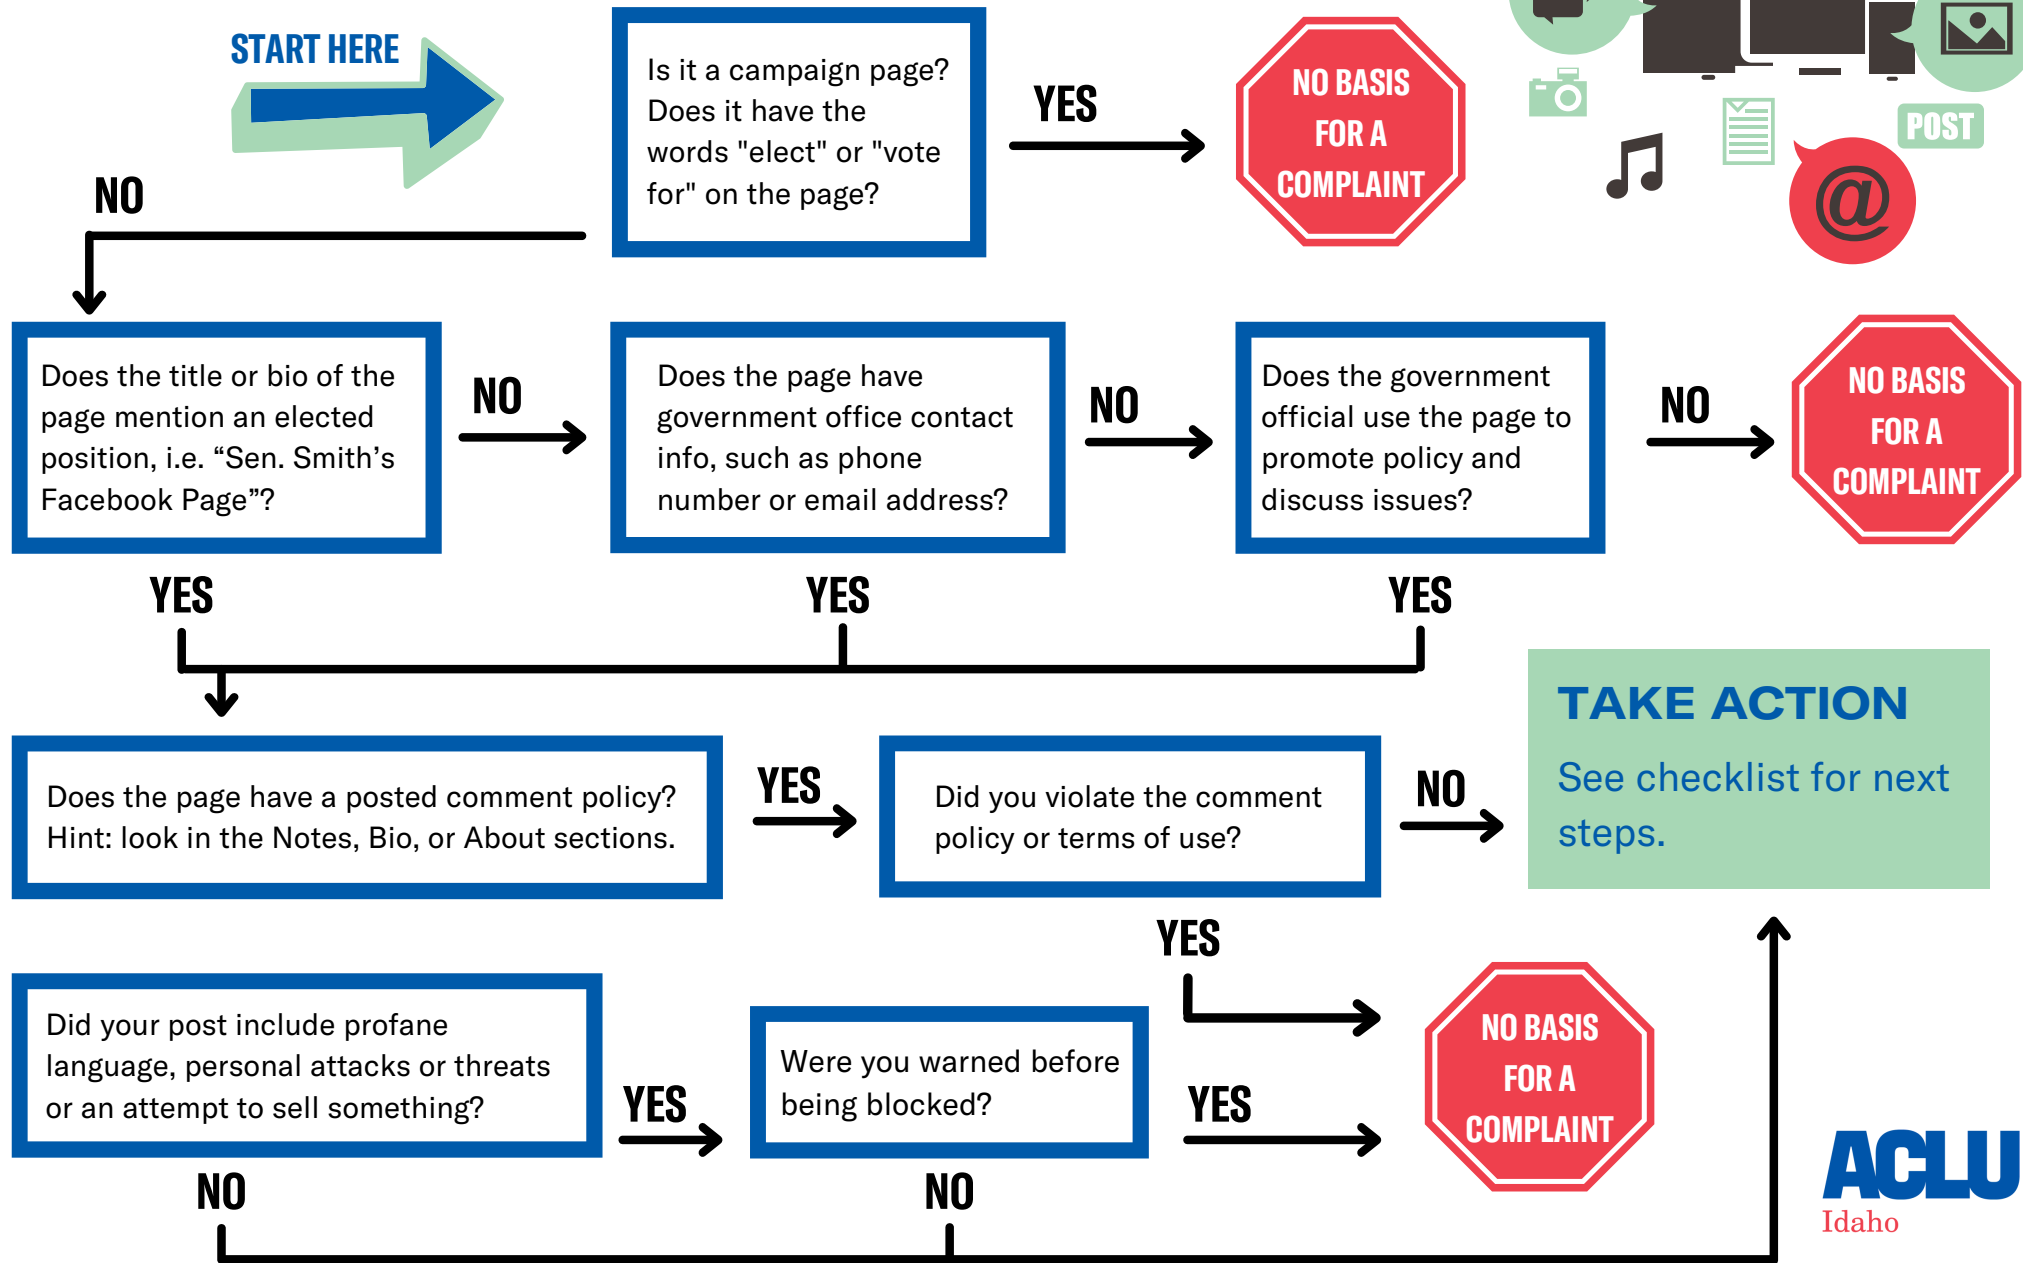 START HERE
Is it a campaign page?
Does it have the
words "elect" or "vote
for" on the page?
YES
NO BASIS
FOR A
COMPLAINT
POST
@
NO
Does the title or bio of the
page mention an elected
position, i.e. “Sen. Smith’s
Facebook Page”?
NO
Does the page have
government office contact
info, such as phone
number or email address?
NO
Does the government
official use the page to
promote policy and
discuss issues?
NO
NO BASIS
FOR A
COMPLAINT
YES
YES
YES
Does the page have a posted comment policy?
Hint: look in the Notes, Bio, or About sections.
YES
Did you violate the comment
policy or terms of use?
NO
TAKE ACTION
See checklist for next
steps.
YES
Did your post include profane
language, personal attacks or threats
or an attempt to sell something?
YES
Were you warned before
being blocked?
YES
NO BASIS
FOR A
COMPLAINT
NO
NO
ACLU
Idaho